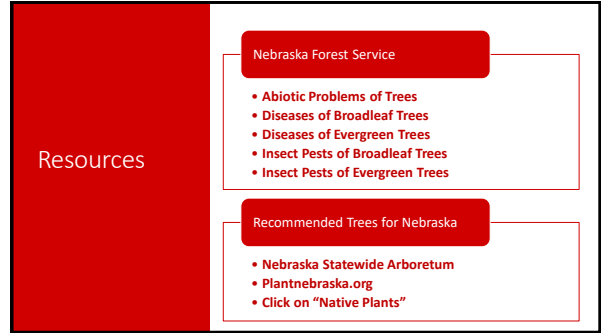 Resources
Nebraska Forest Service
• Abiotic Problems of Trees
• Diseases of Broadleaf Trees
• Diseases of Evergreen Trees
• Insect Pests of Broadleaf Trees
• Insect Pests of Evergreen Trees
Recommended Trees for Nebraska
• Nebraska Statewide Arboretum
• Plantnebraska.org
• Click on “Native Plants”